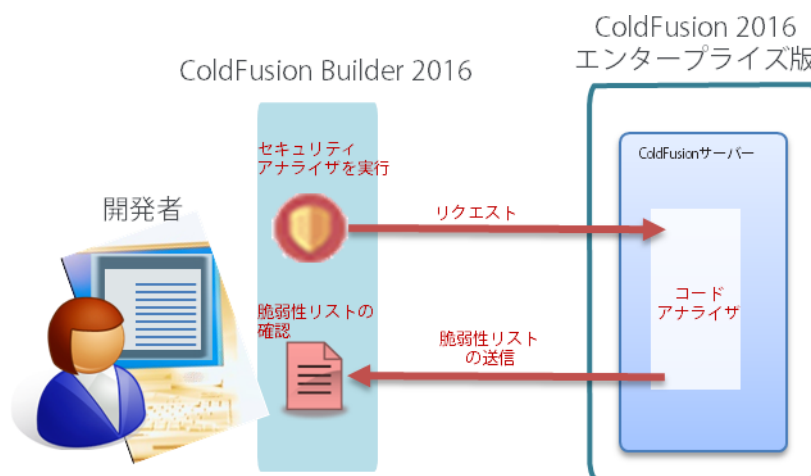 ColdFusion 2016
エンタープライズ版
ColdFusion Builder 2016
開発者
セキュリティ
アナライザを実行
リクエスト
ColdFusionサーバー
コード
アナライザ
脆弱性リストの
確認
脆弱性リスト
の送信